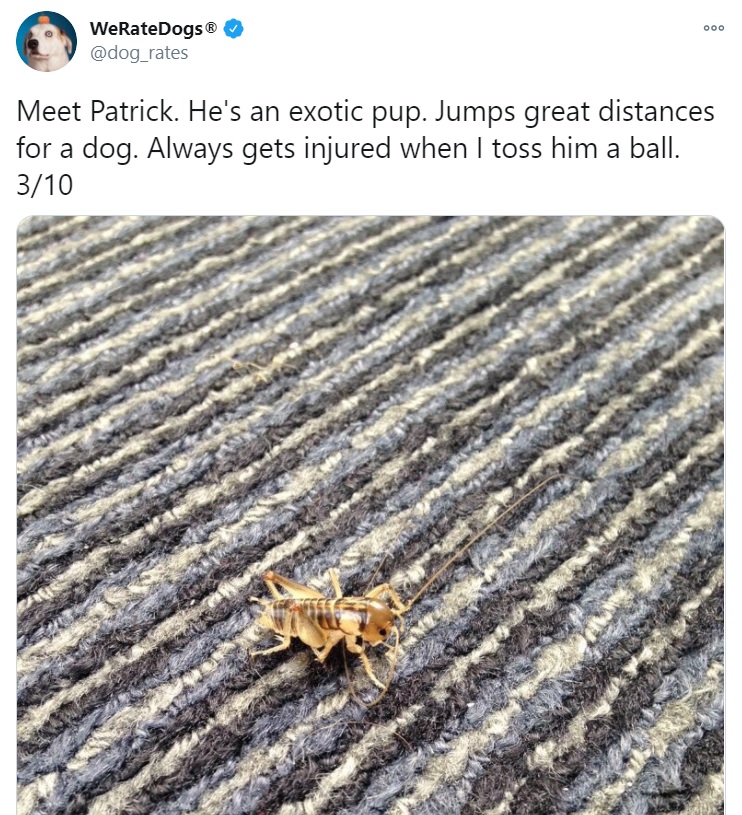 WeRateDogs®
@dog_rates
Meet Patrick. He's an exotic pup. Jumps great distances
for a dog. Always gets injured when I toss him a ball.
3/10